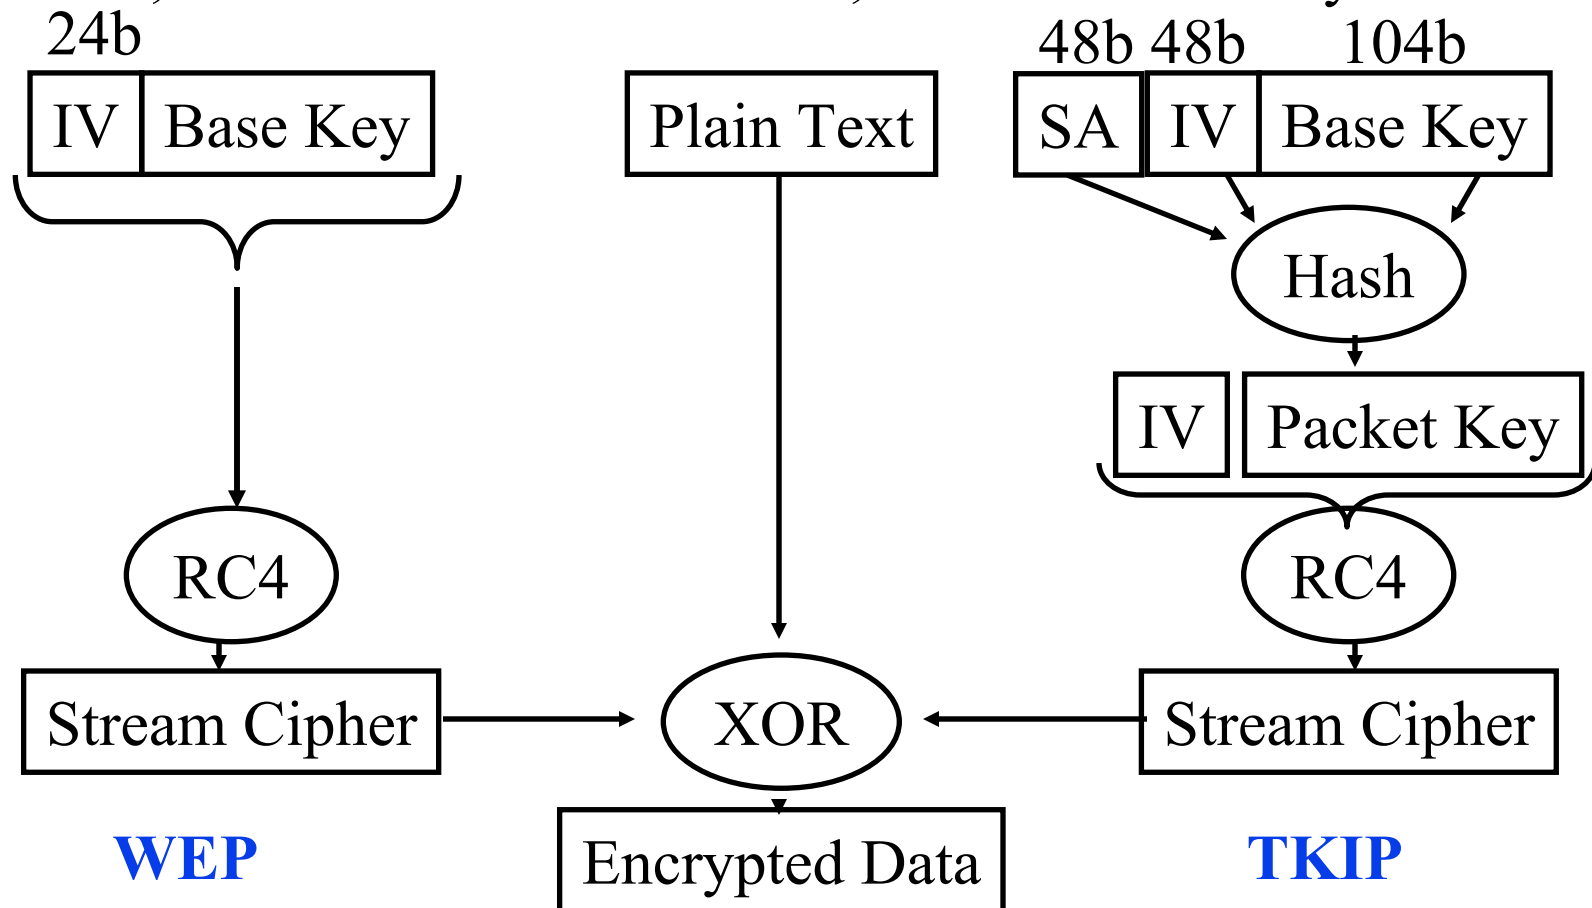 24b
48b 48b 104b
IV Base Key
Plain Text
SA IV Base Key
Hash
IV Packet Key
RC4
RC4
Stream Cipher
XOR
Stream Cipher
WEP
TKIP
Encrypted Data